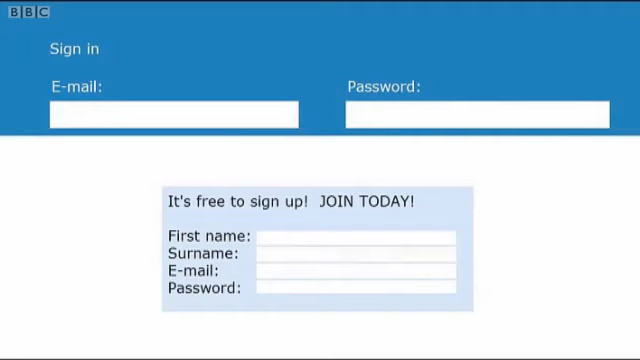 BBC
Sign in
E-mail: Password:
It's free to sign up! JOIN TODAY!
First name:
Surname:
E-mail:
Password: